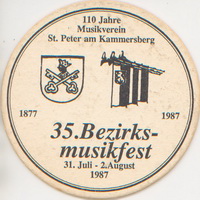 110 Jahre
Musikverein
St. Peter am Kammersberg
1877
1987
35.Bezirks-
musikfest
31. Juli - 2.August
1987